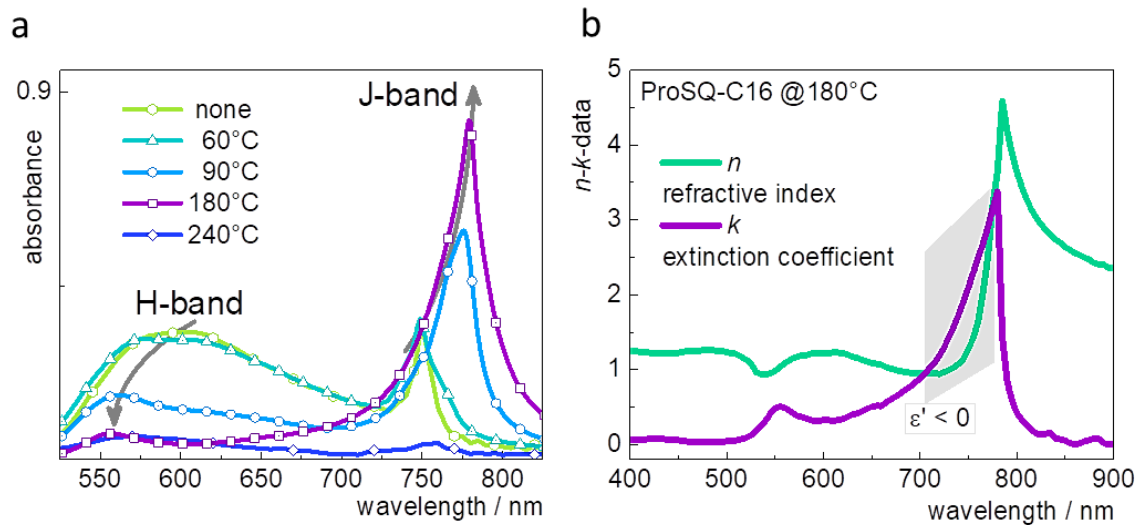 a
absorbance
0.9
none
60°C
90°C
180°C
240°C
J-band
H-band
550 600 650 700 750 800
wavelength / nm
b
n-k-data
5
4
3
2
1
0
ProSQ-C16 @180°C
n
refractive index
k
extinction coefficient
ε' < 0
400 500 600 700 800 900
wavelength / nm